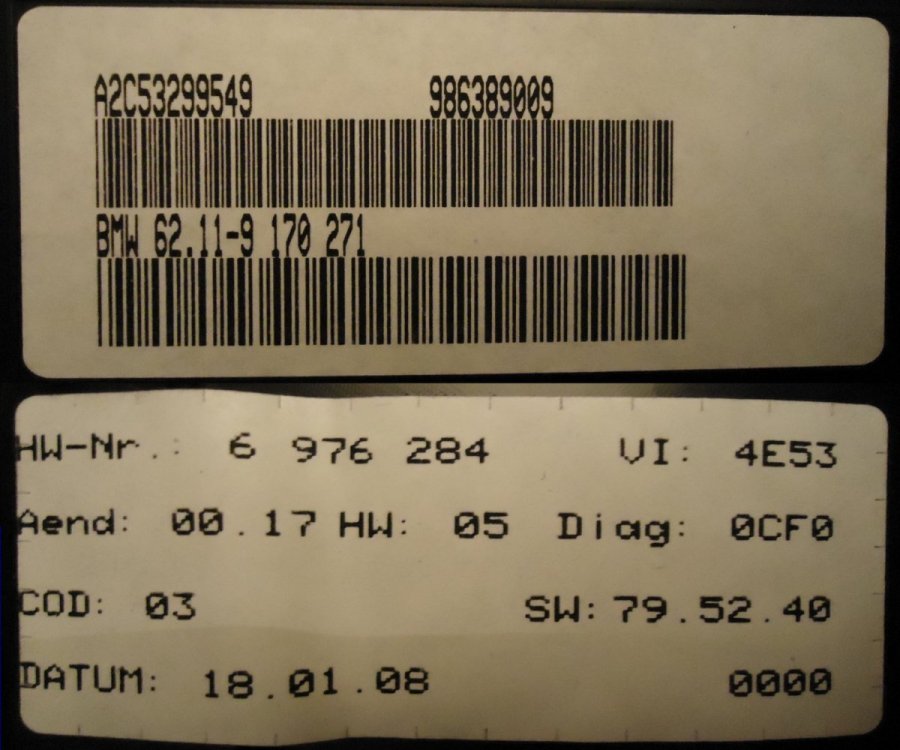 A2C53299549 986389009
BMW 62.11-9 170 271
HW-Nr.: 6 976 284 VI: 4E53
Aend: 00.17 HW: 05 Diag: 0CF0
COD: 03 SW: 79.52.40
DATUM: 18.01.08 0000